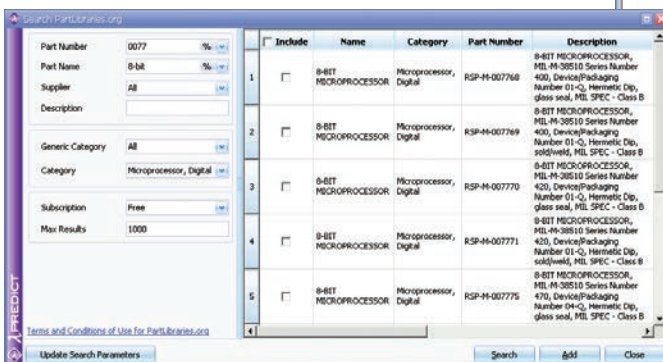 Search PartLibraries.org
Part Number 0077 %
Part Name 8-bit %
Supplier All
Description
Generic Category All
Category Microprocessor, Digital
Subscription Free
Max Results 1000
Terms and Conditions of Use for PartLibraries.org
λ PREDICT
Include Name Category Part Number Description
1 8-BIT MICROPROCESSOR Microprocessor, Digital RSP-M-007768 8-BIT MICROPROCESSOR,
MIL-M-38510 Series Number
400, Device/Packaging
Number 01-Q, Hermetic Dip,
glass seal, MIL SPEC - Class B
2 8-BIT MICROPROCESSOR Microprocessor, Digital RSP-M-007769 8-BIT MICROPROCESSOR,
MIL-M-38510 Series Number
400, Device/Packaging
Number 01-Q, Hermetic Dip,
sold/weld, MIL SPEC - Class B
3 8-BIT MICROPROCESSOR Microprocessor, Digital RSP-M-007770 8-BIT MICROPROCESSOR,
MIL-M-38510 Series Number
420, Device/Packaging
Number 01-Q, Hermetic Dip,
glass seal, MIL SPEC - Class B
4 8-BIT MICROPROCESSOR Microprocessor, Digital RSP-M-007771 8-BIT MICROPROCESSOR,
MIL-M-38510 Series Number
420, Device/Packaging
Number 01-Q, Hermetic Dip,
sold/weld, MIL SPEC - Class B
5 8-BIT MICROPROCESSOR Microprocessor, Digital RSP-M-007775 8-BIT MICROPROCESSOR,
MIL-M-38510 Series Number
470, Device/Packaging
Number 04-Q, Hermetic Dip,
glass seal, MIL SPEC - Class B
Update Search Parameters Search Add Close